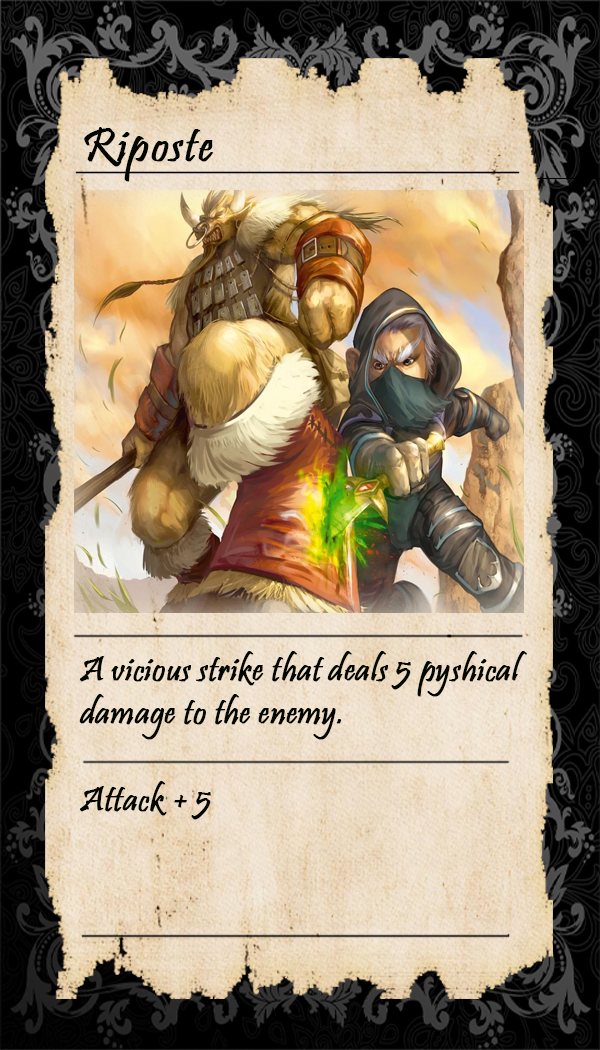 Riposte
A vicious strike that deals 5 pyshical
damage to the enemy.
Attack + 5